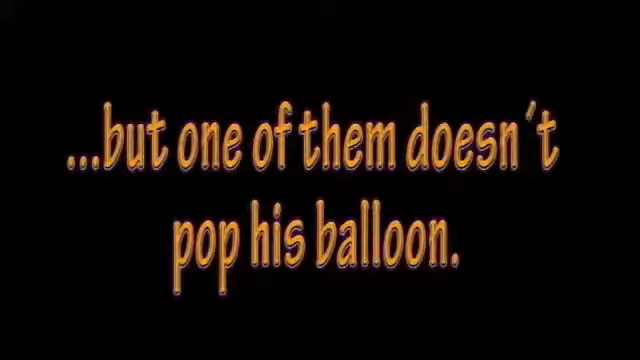 ...but one of them doesn´t
pop his balloon.